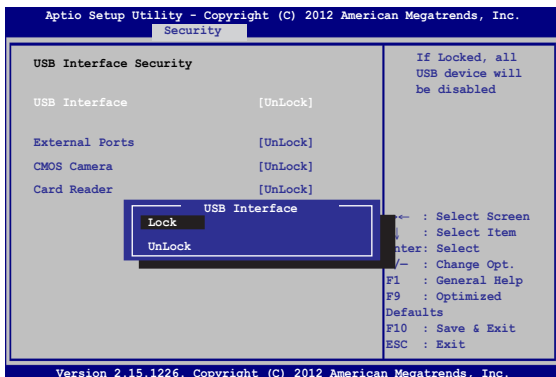 Aptio Setup Utility - Copyright (C) 2012 American Megatrends, Inc.
Security
USB Interface Security
USB Interface [UnLock]
External Ports [UnLock]
CMOS Camera [UnLock]
Card Reader [UnLock]
USB Interface
Lock
UnLock
If Locked, all
USB device will
be disabled
← : Select Screen
: Select Item
nter: Select
/— : Change Opt.
F1 : General Help
F9 : Optimized
Defaults
F10 : Save & Exit
ESC : Exit
Version 2.15.1226. Copyright (C) 2012 American Megatrends, Inc.